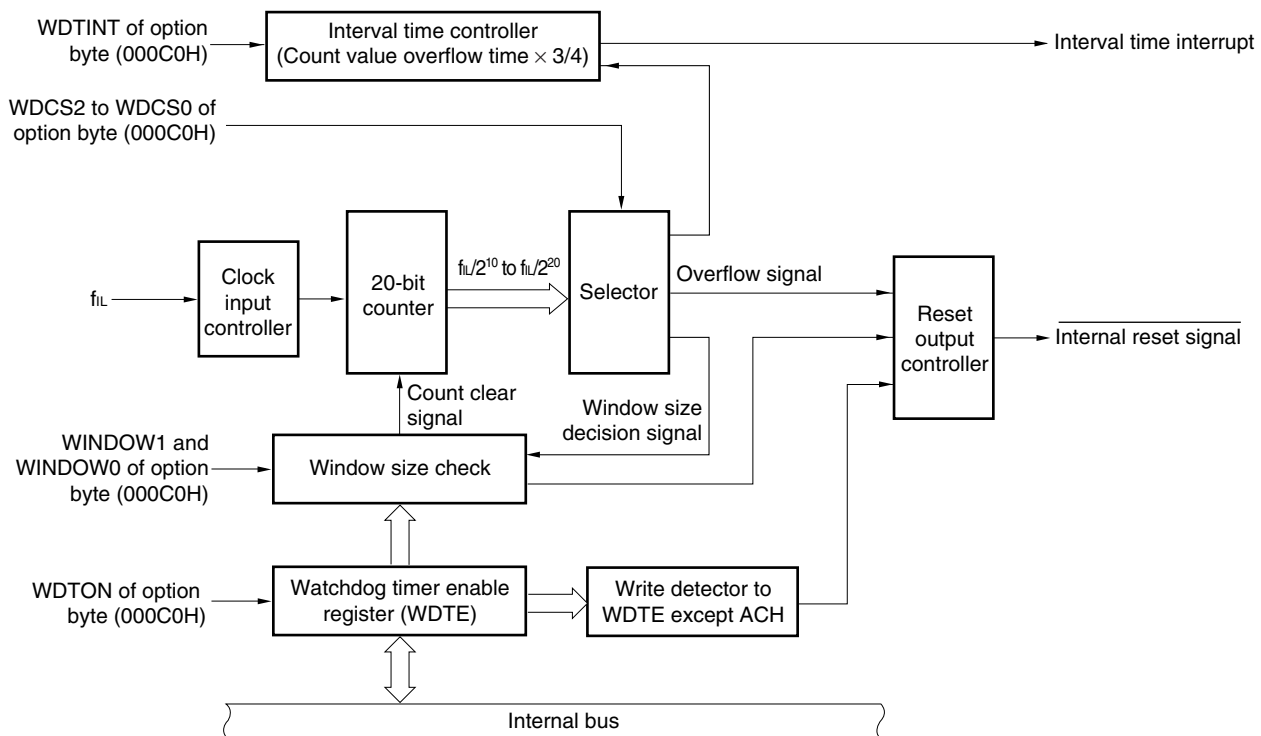 WDTINT of option
byte (000C0H)
Interval time controller
(Count value overflow time × 3/4)
Interval time interrupt
WDCS2 to WDCS0 of
option byte (000C0H)
fIL
Clock
input
controller
20-bit
counter
fIL/2¹⁰ to fIL/2²⁰
Selector
Overflow signal
Reset
output
controller
Internal reset signal
Count clear
signal
Window size
decision signal
WINDOW1 and
WINDOW0 of option
byte (000C0H)
Window size check
WDTON of option
byte (000C0H)
Watchdog timer enable
register (WDTE)
Write detector to
WDTE except ACH
Internal bus